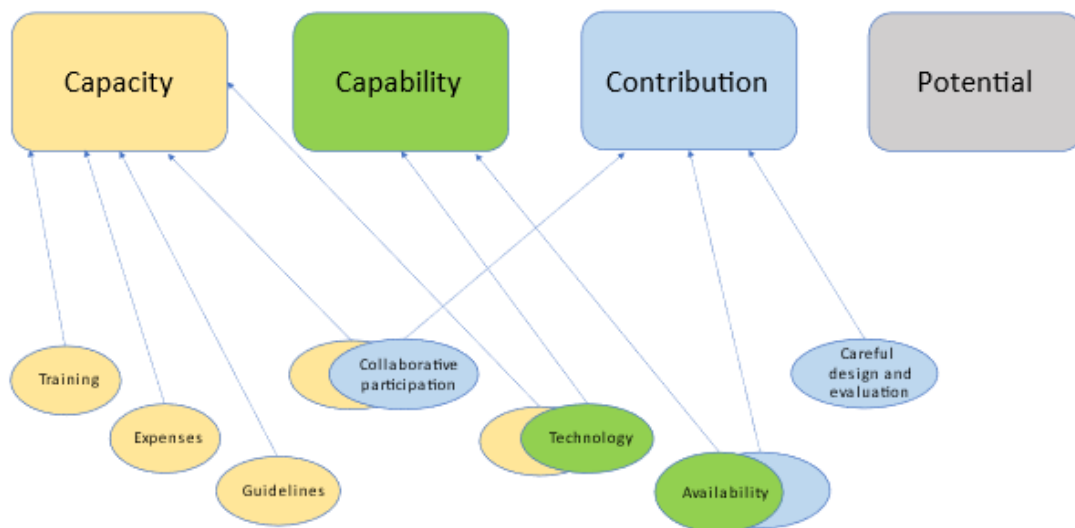 Capacity
Capability
Contribution
Potential
Training
Collaborative
participation
Careful
design and
evaluation
Expenses
Technology
Guidelines
Availability